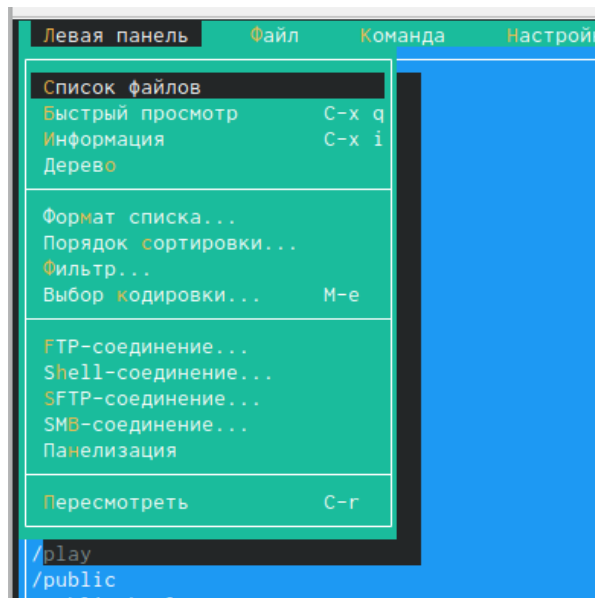 Левая панель Файл Команда Настрой
Список файлов
Быстрый просмотр C-x q
Информация C-x i
Дерево
Формат списка...
Порядок сортировки...
Фильтр...
Выбор кодировки... M-e
FTP-соединение...
Shell-соединение...
SFTP-соединение...
SMB-соединение...
Панелизация
Пересмотреть C-r
/play
/public